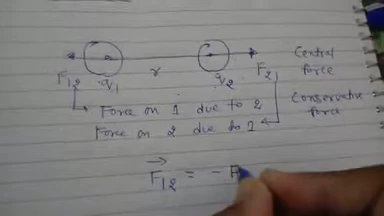 F12 q1 r q2 F21 Central force
Force on 1 due to 2 Conservative force
Force on 2 due to 1
F12 = - F